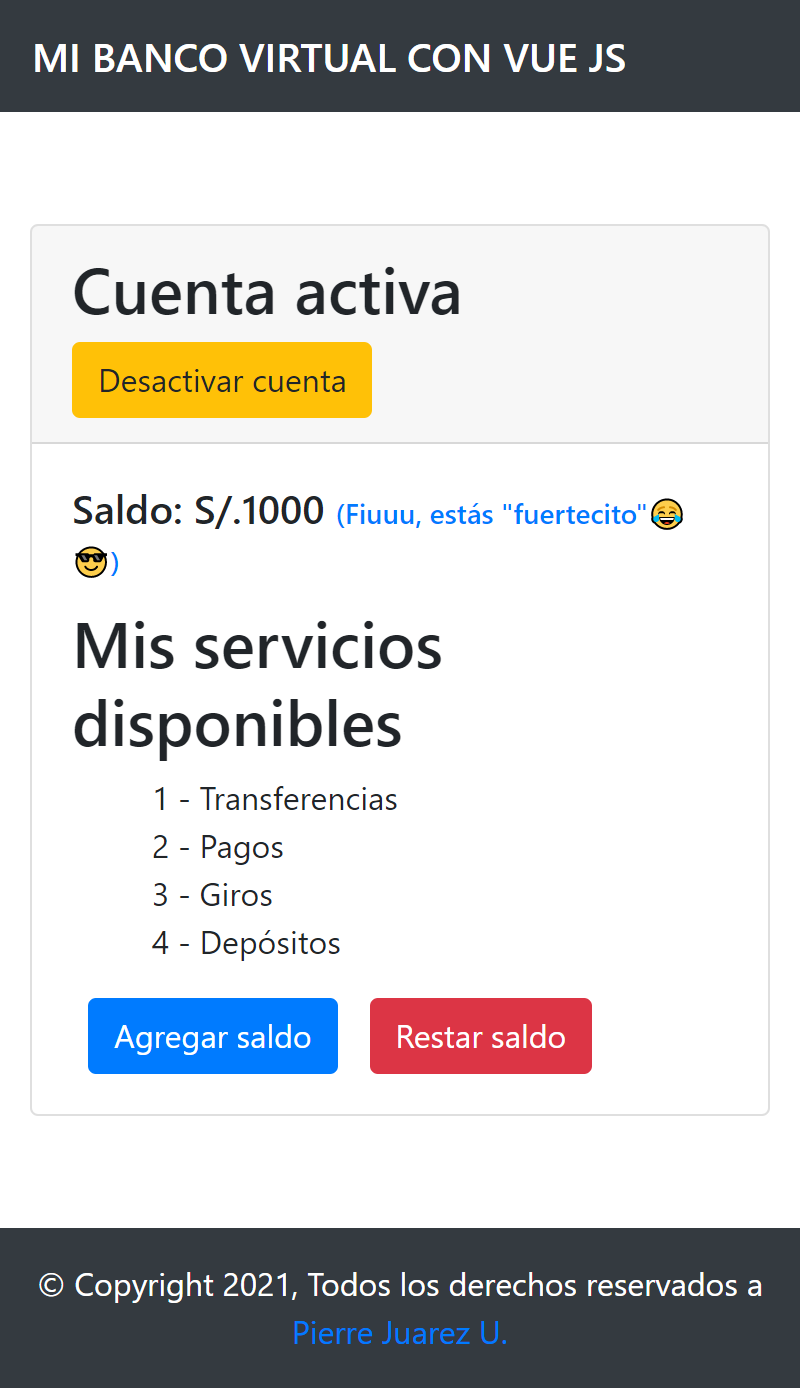 MI BANCO VIRTUAL CON VUE JS
Cuenta activa
Desactivar cuenta
Saldo: S/.1000 (Fiuuu, estás "fuertecito"😂
😎)
Mis servicios
disponibles
1 - Transferencias
2 - Pagos
3 - Giros
4 - Depósitos
Agregar saldo
Restar saldo
© Copyright 2021, Todos los derechos reservados a
Pierre Juarez U.